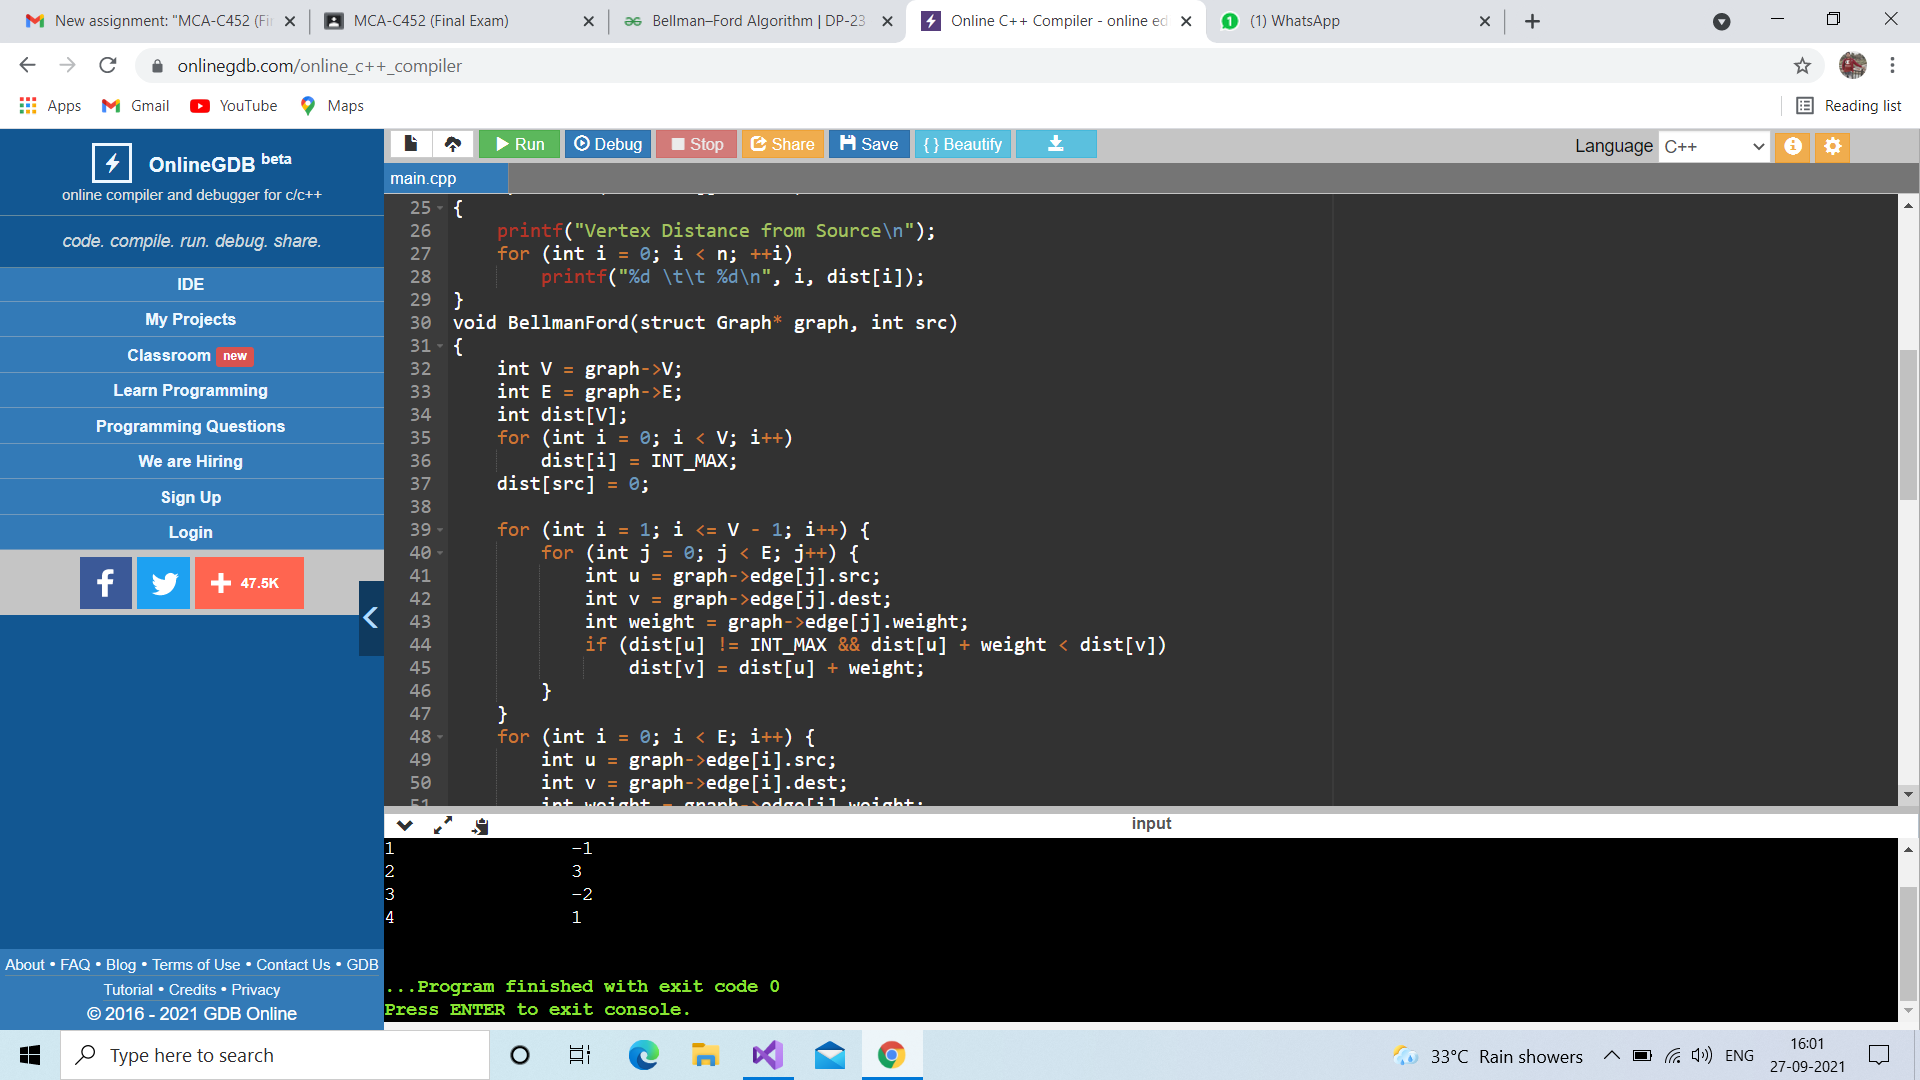 New assignment: "MCA-C452 (Fin
MCA-C452 (Final Exam)
Bellman–Ford Algorithm | DP-23
Online C++ Compiler - online ed
(1) WhatsApp
onlinegdb.com/online_c++_compiler
Apps
Gmail
YouTube
Maps
Reading list
OnlineGDB beta
online compiler and debugger for c/c++
code. compile. run. debug. share.
IDE
My Projects
Classroom new
Learn Programming
Programming Questions
We are Hiring
Sign Up
Login
47.5K
About • FAQ • Blog • Terms of Use • Contact Us • GDB
Tutorial • Credits • Privacy
© 2016 - 2021 GDB Online
Run
Debug
Stop
Share
Save
{ } Beautify
Language C++
main.cpp
25 {
26     printf("Vertex Distance from Source\n");
27     for (int i = 0; i < n; ++i)
28         printf("%d \t\t %d\n", i, dist[i]);
29 }
30 void BellmanFord(struct Graph* graph, int src)
31 {
32     int V = graph->V;
33     int E = graph->E;
34     int dist[V];
35     for (int i = 0; i < V; i++)
36         dist[i] = INT_MAX;
37     dist[src] = 0;
38
39     for (int i = 1; i <= V - 1; i++) {
40         for (int j = 0; j < E; j++) {
41             int u = graph->edge[j].src;
42             int v = graph->edge[j].dest;
43             int weight = graph->edge[j].weight;
44             if (dist[u] != INT_MAX && dist[u] + weight < dist[v])
45                 dist[v] = dist[u] + weight;
46         }
47     }
48     for (int i = 0; i < E; i++) {
49         int u = graph->edge[i].src;
50         int v = graph->edge[i].dest;
51         int weight = graph->edge[i].weight;
input
1 -1
2 3
3 -2
4 1
...Program finished with exit code 0
Press ENTER to exit console.
Type here to search
33°C Rain showers
ENG
16:01
27-09-2021